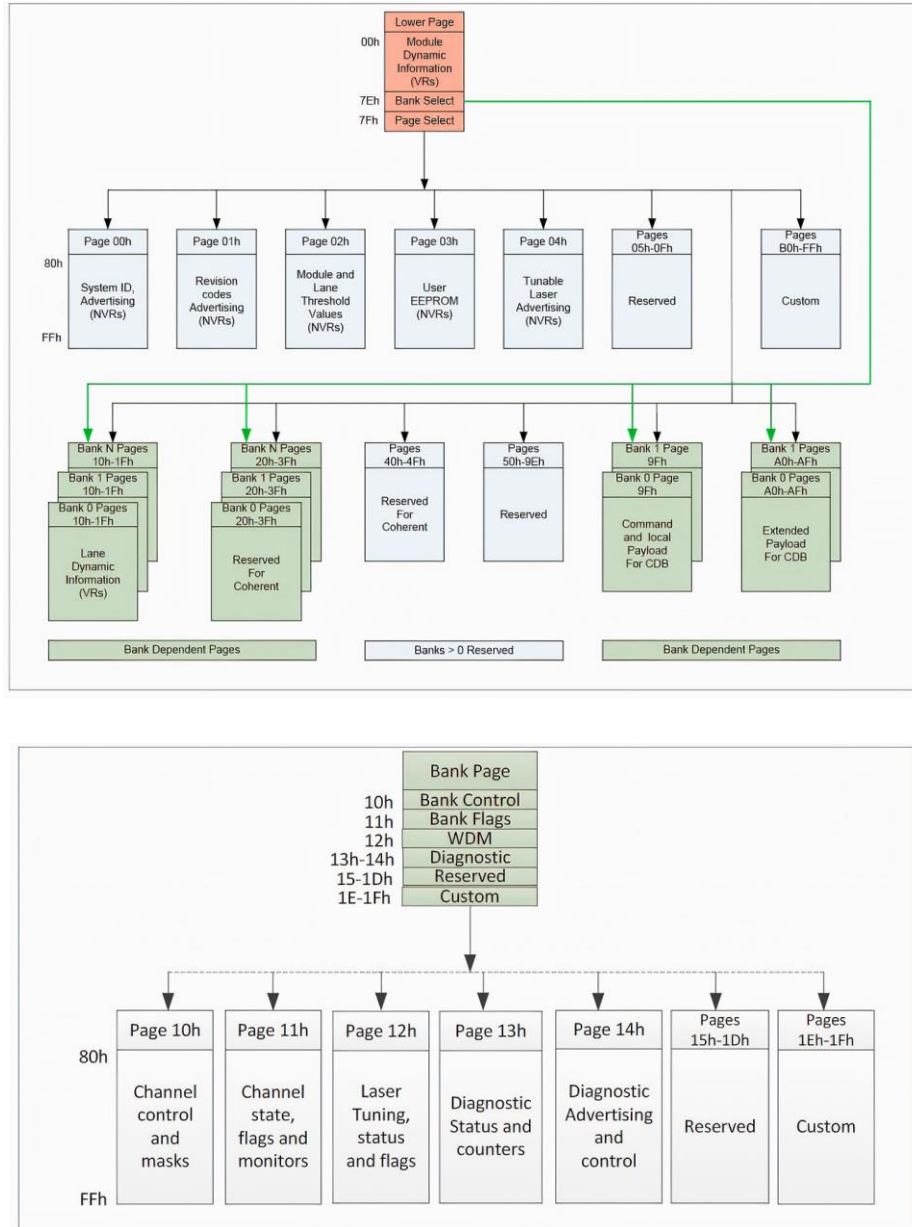 Lower Page
00h
Module
Dynamic
Information
(VRs)
7Eh
Bank Select
7Fh
Page Select
Page 00h
Page 01h
Page 02h
Page 03h
Page 04h
Pages
05h-0Fh
Pages
B0h-FFh
80h
System ID,
Advertising
(NVRs)
Revision
codes
Advertising
(NVRs)
Module and
Lane
Threshold
Values
(NVRs)
User
EEPROM
(NVRs)
Tunable
Laser
Advertising
(NVRs)
Reserved
Custom
FFh
Bank N Pages
10h-1Fh
Bank 1 Pages
10h-1Fh
Bank 0 Pages
10h-1Fh
Lane
Dynamic
Information
(VRs)
Bank N Pages
20h-3Fh
Bank 1 Pages
20h-3Fh
Bank 0 Pages
20h-3Fh
Reserved
For
Coherent
Pages
40h-4Fh
Reserved
For
Coherent
Pages
50h-9Eh
Reserved
Bank 1 Page
9Fh
Bank 0 Page
9Fh
Command
and local
Payload
For CDB
Bank 1 Pages
A0h-AFh
Bank 0 Pages
A0h-AFh
Extended
Payload
For CDB
Bank Dependent Pages
Banks > 0 Reserved
Bank Dependent Pages
Bank Page
10h
Bank Control
11h
Bank Flags
12h
WDM
13h-14h
Diagnostic
15-1Dh
Reserved
1E-1Fh
Custom
Page 10h
Page 11h
Page 12h
Page 13h
Page 14h
Pages
15h-1Dh
Pages
1Eh-1Fh
80h
Channel
control
and
masks
Channel
state,
flags and
monitors
Laser
Tuning,
status
and flags
Diagnostic
Status and
counters
Diagnostic
Advertising
and
control
Reserved
Custom
FFh